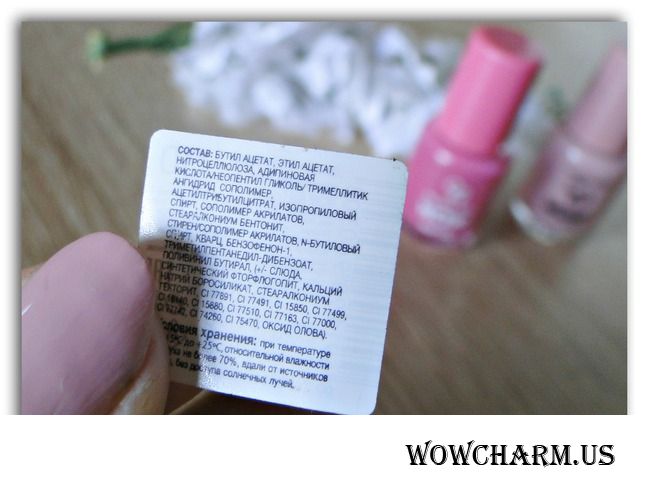 СОСТАВ: БУТИЛ АЦЕТАТ, ЭТИЛ АЦЕТАТ,
НИТРОЦЕЛЛЮЛОЗА, АДИПИНОВАЯ
КИСЛОТА/НЕОПЕНТИЛ ГЛИКОЛЬ/ ТРИМЕЛЛИТИК
АНГИДРИД СОПОЛИМЕР,
АЦЕТИЛТРИБУТИЛЦИТРАТ, ИЗОПРОПИЛОВЫЙ
СПИРТ, СОПОЛИМЕР АКРИЛАТОВ,
СТЕАРАЛКОНИУМ БЕНТОНИТ,
СТИРЕН/СОПОЛИМЕР АКРИЛАТОВ, N-БУТИЛОВЫЙ
СПИРТ, КВАРЦ, БЕНЗОФЕНОН-1,
ТРИМЕТИЛПЕНТАНЕДИЛ-ДИБЕНЗОАТ,
ПОЛИВИНИЛ БУТИРАЛ, (+/- СЛЮДА,
СИНТЕТИЧЕСКИЙ ФТОРФЛОГОПИТ, КАЛЬЦИЙ
НАТРИЙ БОРОСИЛИКАТ, СТЕАРАЛКОНИУМ
ГЕКТОРИТ, CI 77891, CI 77491, CI 15850, CI 77499,
CI 15880, CI 77510, CI 77163, CI 77000,
CI 74260, CI 75470, ОКСИД ОЛОВА).
Условия хранения: при температуре
до +25°C, относительной влажности
не более 70%, вдали от источников
без доступа солнечных лучей.
WOWCHARM.US